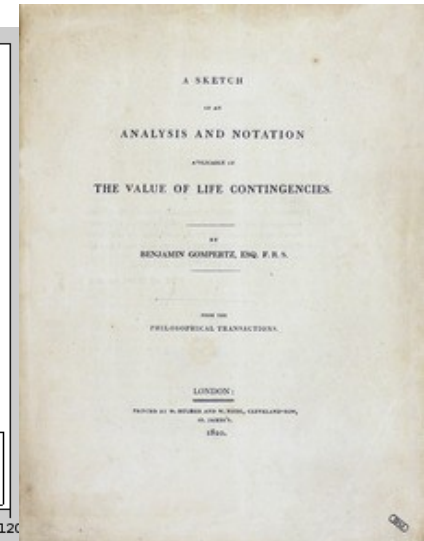 A SKETCH
OF AN
ANALYSIS AND NOTATION
APPLICABLE TO
THE VALUE OF LIFE CONTINGENCIES.
BY
BENJAMIN GOMPERTZ, ESQ. F. R. S.
FROM THE
PHILOSOPHICAL TRANSACTIONS.
LONDON:
PRINTED BY W. BULMER AND W. NICOL, CLEVELAND-ROW,
ST. JAMES'S.
1820.
120